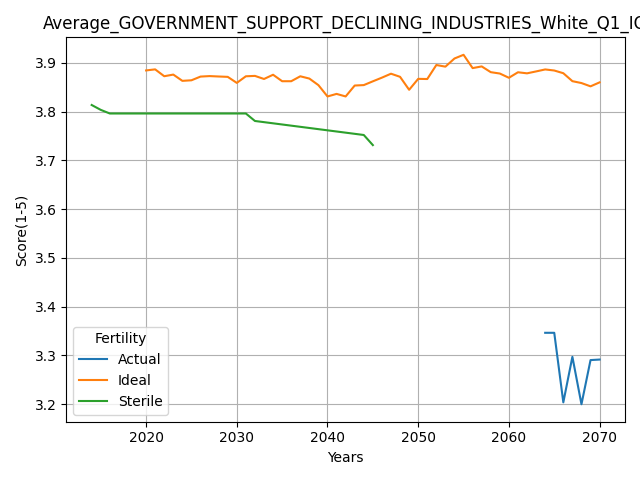 Average_GOVERNMENT_SUPPORT_DECLINING_INDUSTRIES_White_Q1_IC
3.9
3.8
3.7
3.6
3.5
3.4
3.3
3.2
Score(1-5)
Fertility
Actual
Ideal
Sterile
2020 2030 2040 2050 2060 2070
Years